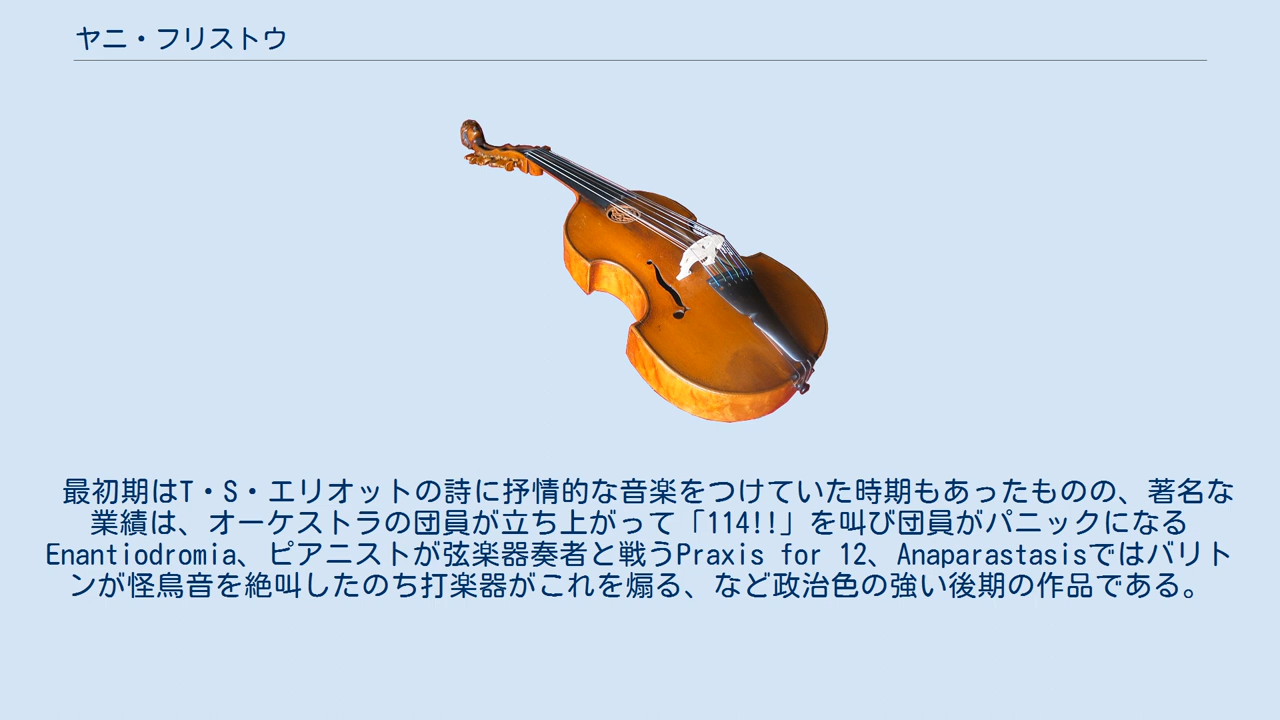 ヤニ・フリストウ
最初期はT・S・エリオットの詩に抒情的な音楽をつけていた時期もあったものの、著名な
業績は、オーケストラの団員が立ち上がって「114!!」を叫び団員がパニックになる
Enantiodromia、ピアニストが弦楽器奏者と戦うPraxis for 12、Anaparastasisではバリト
ンが怪鳥音を絶叫したのち打楽器がこれを煽る、など政治色の強い後期の作品である。